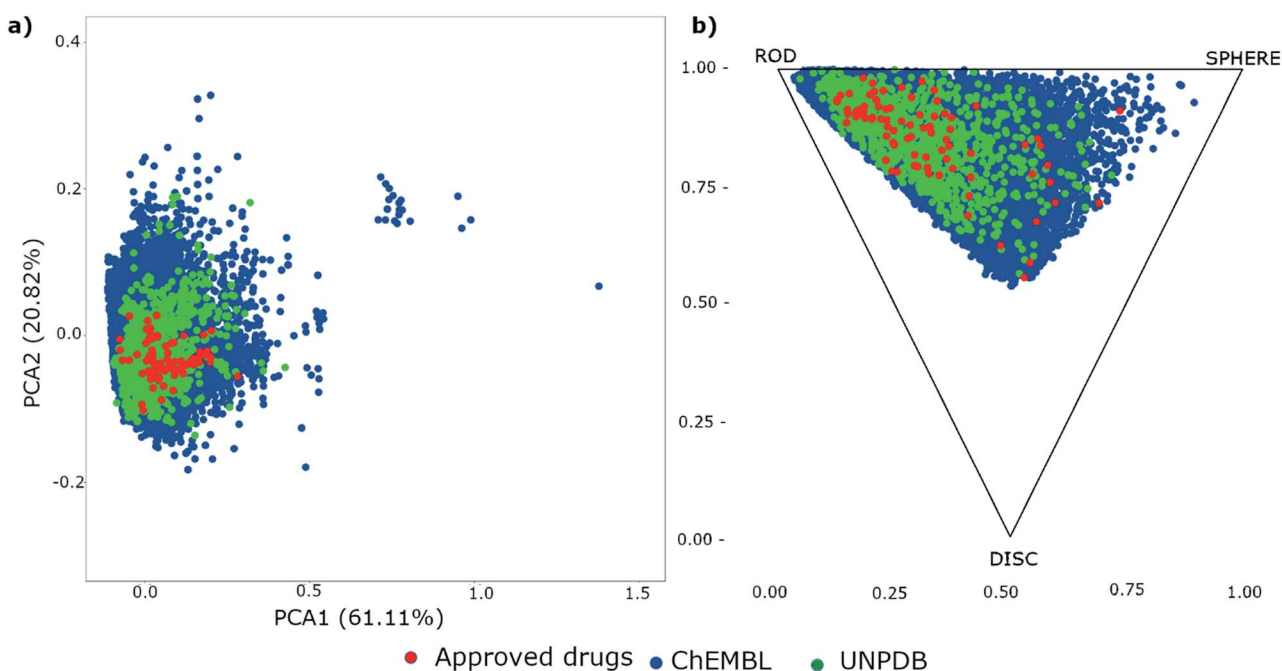 a)
0.4
0.2
0.0
-0.2
PCA2 (20.82%)
0.0 0.5 1.0 1.5
PCA1 (61.11%)
b)
ROD SPHERE
1.00 -
0.75 -
0.50 -
0.25 -
0.00 -
DISC
0.00 0.25 0.50 0.75 1.00
Approved drugs ChEMBL UNPDB